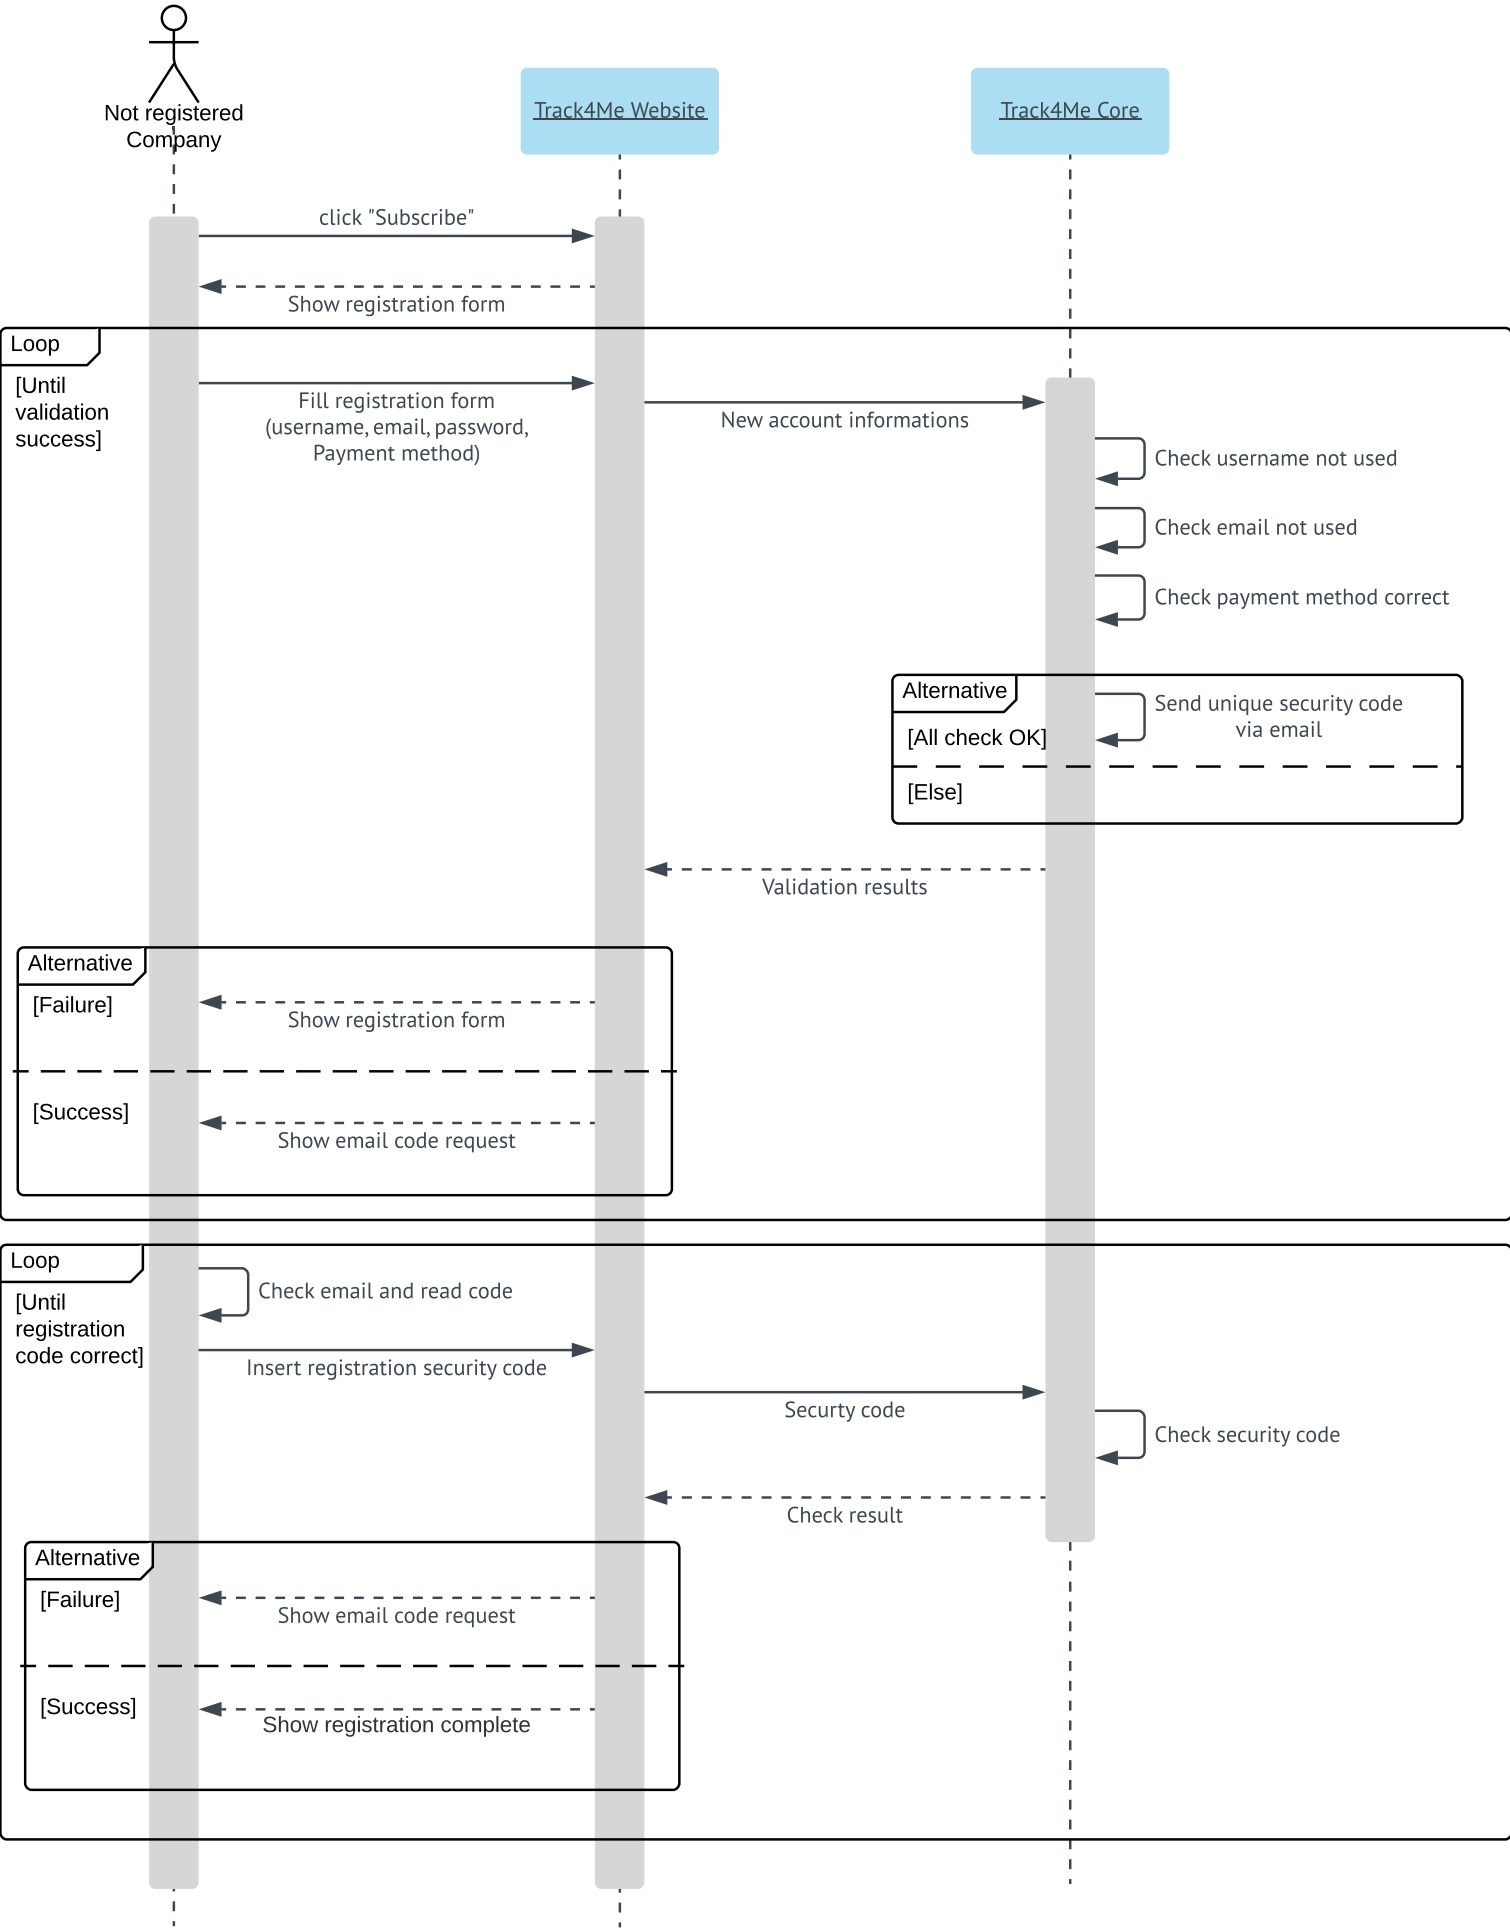 Not registered
Company
Track4Me Website
Track4Me Core
click "Subscribe"
Show registration form
Loop
[Until
validation
success]
Fill registration form
(username, email, password,
Payment method)
New account informations
Check username not used
Check email not used
Check payment method correct
Alternative
[All check OK]
Send unique security code
via email
[Else]
Validation results
Alternative
[Failure]
Show registration form
[Success]
Show email code request
Loop
[Until
registration
code correct]
Check email and read code
Insert registration security code
Securty code
Check security code
Check result
Alternative
[Failure]
Show email code request
[Success]
Show registration complete